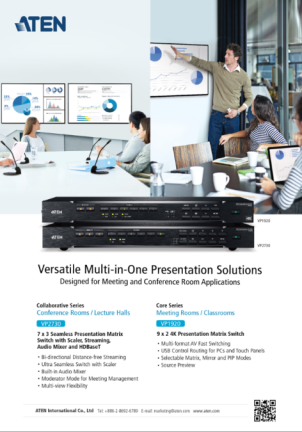 ATEN
VP1920
VP2730
Versatile Multi-in-One Presentation Solutions
Designed for Meeting and Conference Room Applications
Collaborative Series
Conference Rooms / Lecture Halls
VP2730
7 x 3 Seamless Presentation Matrix
Switch with Scaler, Streaming,
Audio Mixer and HDBaseT
• Bi-directional Distance-free Streaming
• Ultra Seamless Switch with Scaler
• Built-in Audio Mixer
• Moderator Mode for Meeting Management
• Multi-view Flexibility
Core Series
Meeting Rooms / Classrooms
VP1920
9 x 2 4K Presentation Matrix Switch
• Multi-format AV Fast Switching
• USB Control Routing for PCs and Touch Panels
• Selectable Matrix, Mirror and PIP Modes
• Source Preview
ATEN International Co., Ltd Tel: +886-2-8692-6789 E-mail: marketing@aten.com www.aten.com